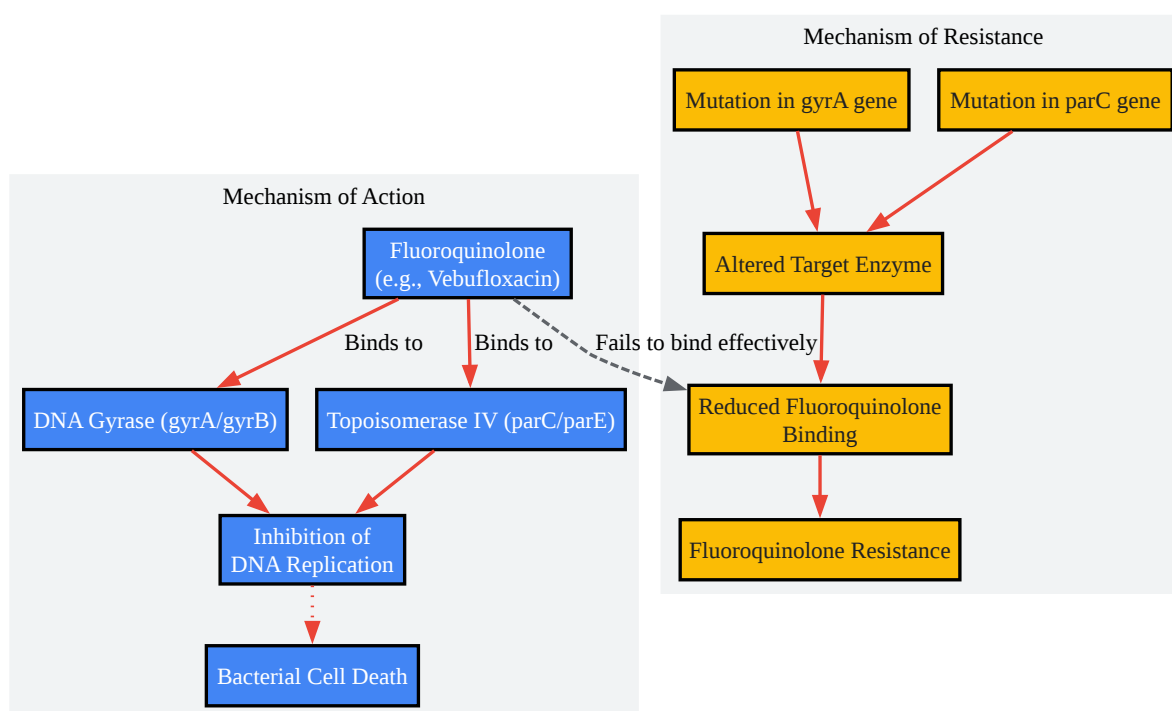 Mechanism of Resistance
Mutation in gyrA gene
Mutation in parC gene
Altered Target Enzyme
Mechanism of Action
Fluoroquinolone
(e.g., Vebufloxacin)
Binds to
Binds to
Fails to bind effectively
DNA Gyrase (gyrA/gyrB)
Topoisomerase IV (parC/parE)
Reduced Fluoroquinolone
Binding
Inhibition of
DNA Replication
Fluoroquinolone Resistance
Bacterial Cell Death